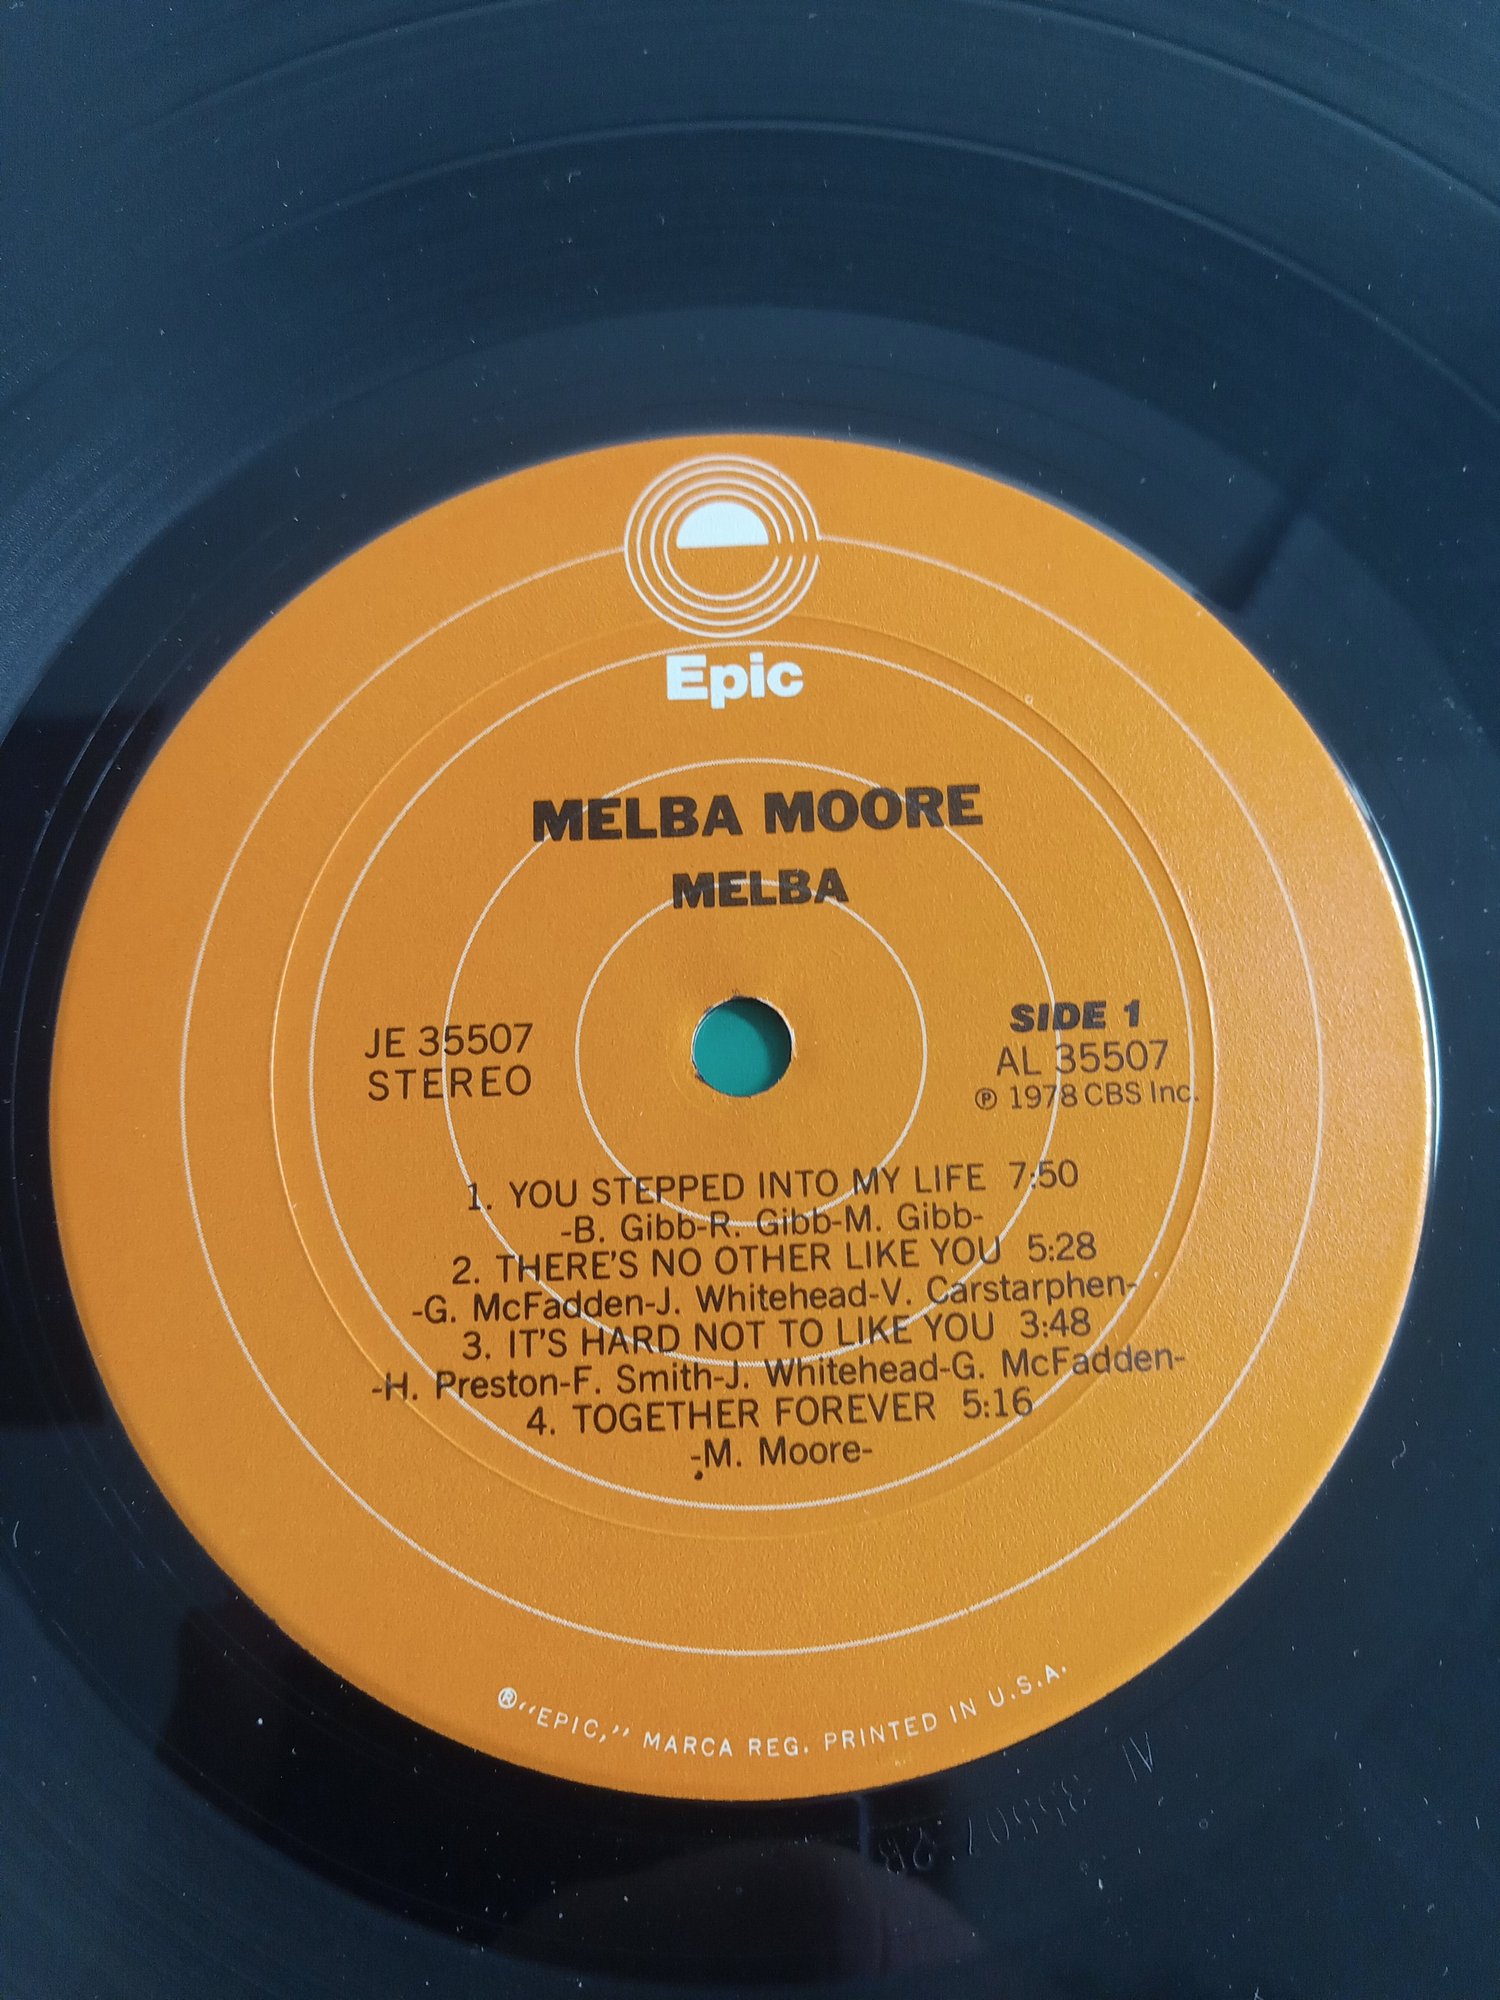 Epic
MELBA MOORE
MELBA
JE 35507
STEREO
SIDE 1
AL 35507
℗ 1978 CBS Inc.
1. YOU STEPPED INTO MY LIFE 7:50
-B. Gibb-R. Gibb-M. Gibb-
2. THERE'S NO OTHER LIKE YOU 5:28
-G. McFadden-J. Whitehead-V. Carstarphen-
3. IT'S HARD NOT TO LIKE YOU 3:48
-H. Preston-F. Smith-J. Whitehead-G. McFadden-
4. TOGETHER FOREVER 5:16
-M. Moore-
® "EPIC," MARCA REG. PRINTED IN U.S.A.
AL 35507 2B